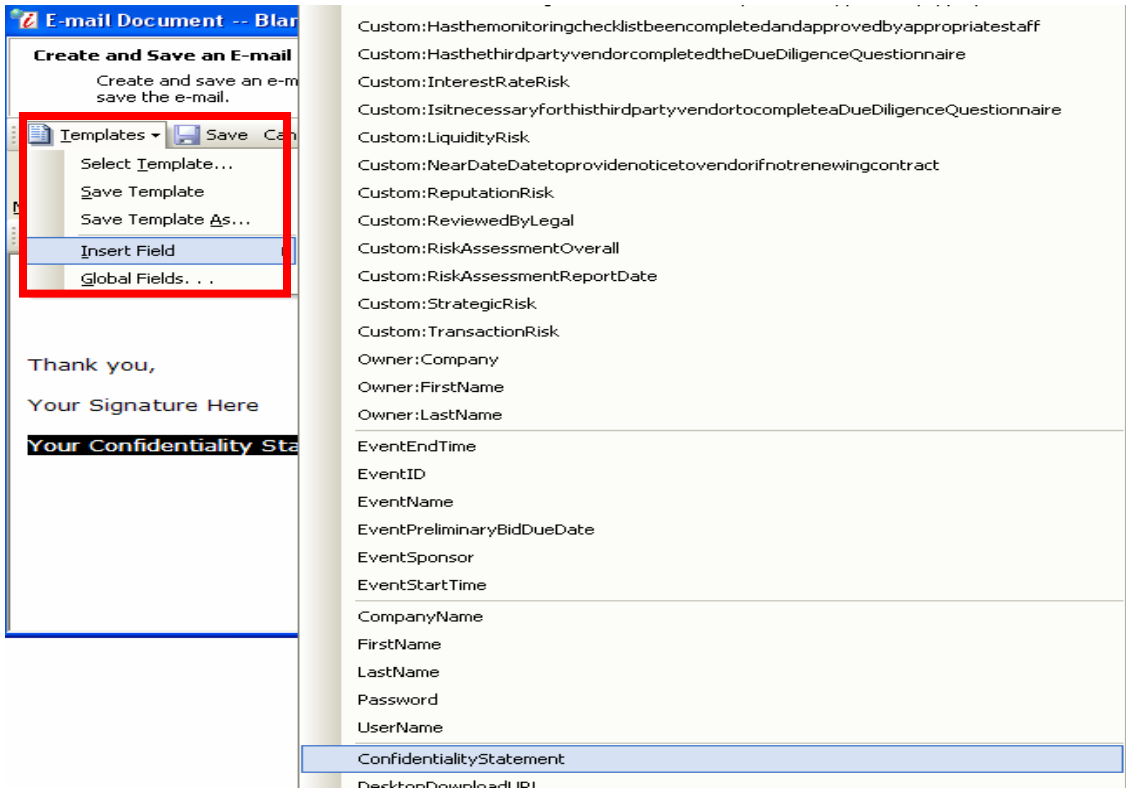 E-mail Document -- Blan
Create and Save an E-mail
Create and save an e-m
save the e-mail.
Templates Save Can
Select Template...
Save Template
Save Template As...
Insert Field
Global Fields. . .
Thank you,
Your Signature Here
Your Confidentiality Sta
Custom:Hasthemonitoringchecklistbeencompletedandapprovedbyappropriatestaff
Custom:HasthethirdpartyvendorcompletedtheDueDiligenceQuestionnaire
Custom:InterestRateRisk
Custom:IsitnecessaryforthisthirdpartyvendortocompleteaDueDiligenceQuestionnaire
Custom:LiquidityRisk
Custom:NearDateDatetoprovidenoticetovendorifnotrenewingcontract
Custom:ReputationRisk
Custom:ReviewedByLegal
Custom:RiskAssessmentOverall
Custom:RiskAssessmentReportDate
Custom:StrategicRisk
Custom:TransactionRisk
Owner:Company
Owner:FirstName
Owner:LastName
EventEndTime
EventID
EventName
EventPreliminaryBidDueDate
EventSponsor
EventStartTime
CompanyName
FirstName
LastName
Password
UserName
ConfidentialityStatement
DesktopDownloadURL